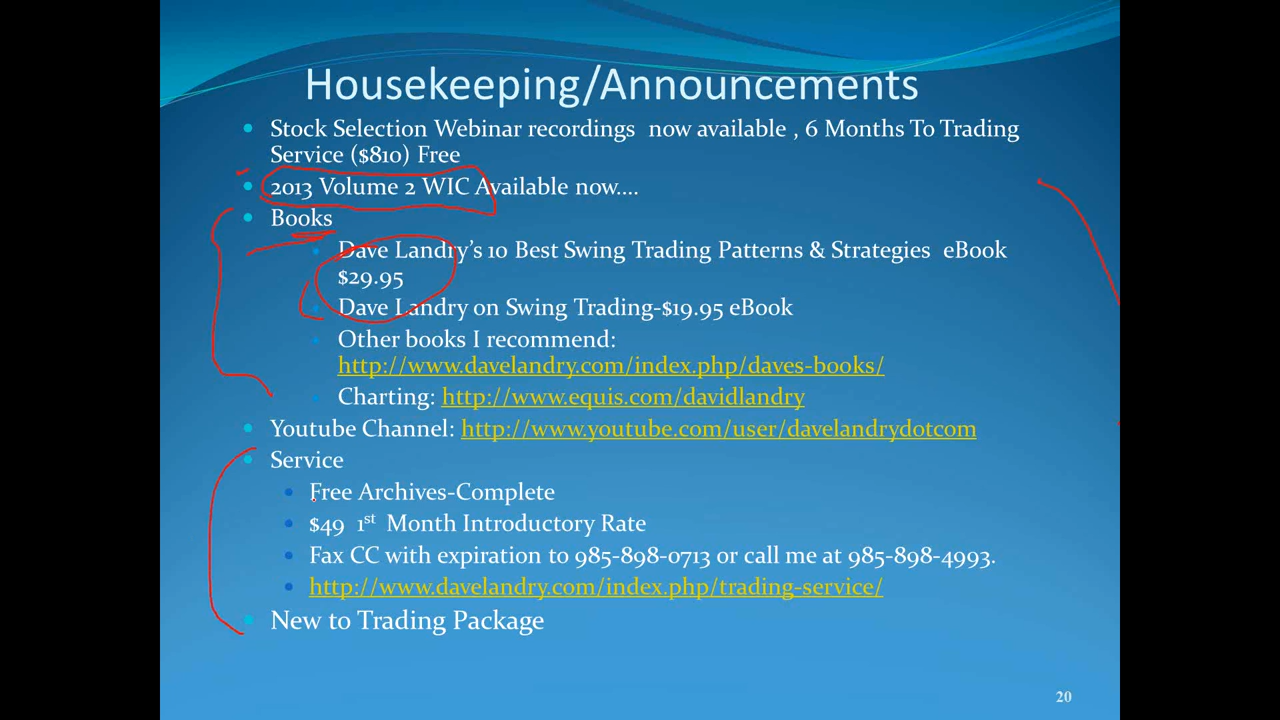 Housekeeping/Announcements
• Stock Selection Webinar recordings  now available , 6 Months To Trading
Service ($810) Free
• 2013 Volume 2 WIC Available now....
• Books
• Dave Landry's 10 Best Swing Trading Patterns & Strategies  eBook
$29.95
• Dave Landry on Swing Trading-$19.95 eBook
• Other books I recommend:
http://www.davelandry.com/index.php/daves-books/
• Charting: http://www.equis.com/davidlandry
• Youtube Channel: http://www.youtube.com/user/davelandrydotcom
• Service
• Free Archives-Complete
• $49  1st  Month Introductory Rate
• Fax CC with expiration to 985-898-0713 or call me at 985-898-4993.
• http://www.davelandry.com/index.php/trading-service/
• New to Trading Package
20